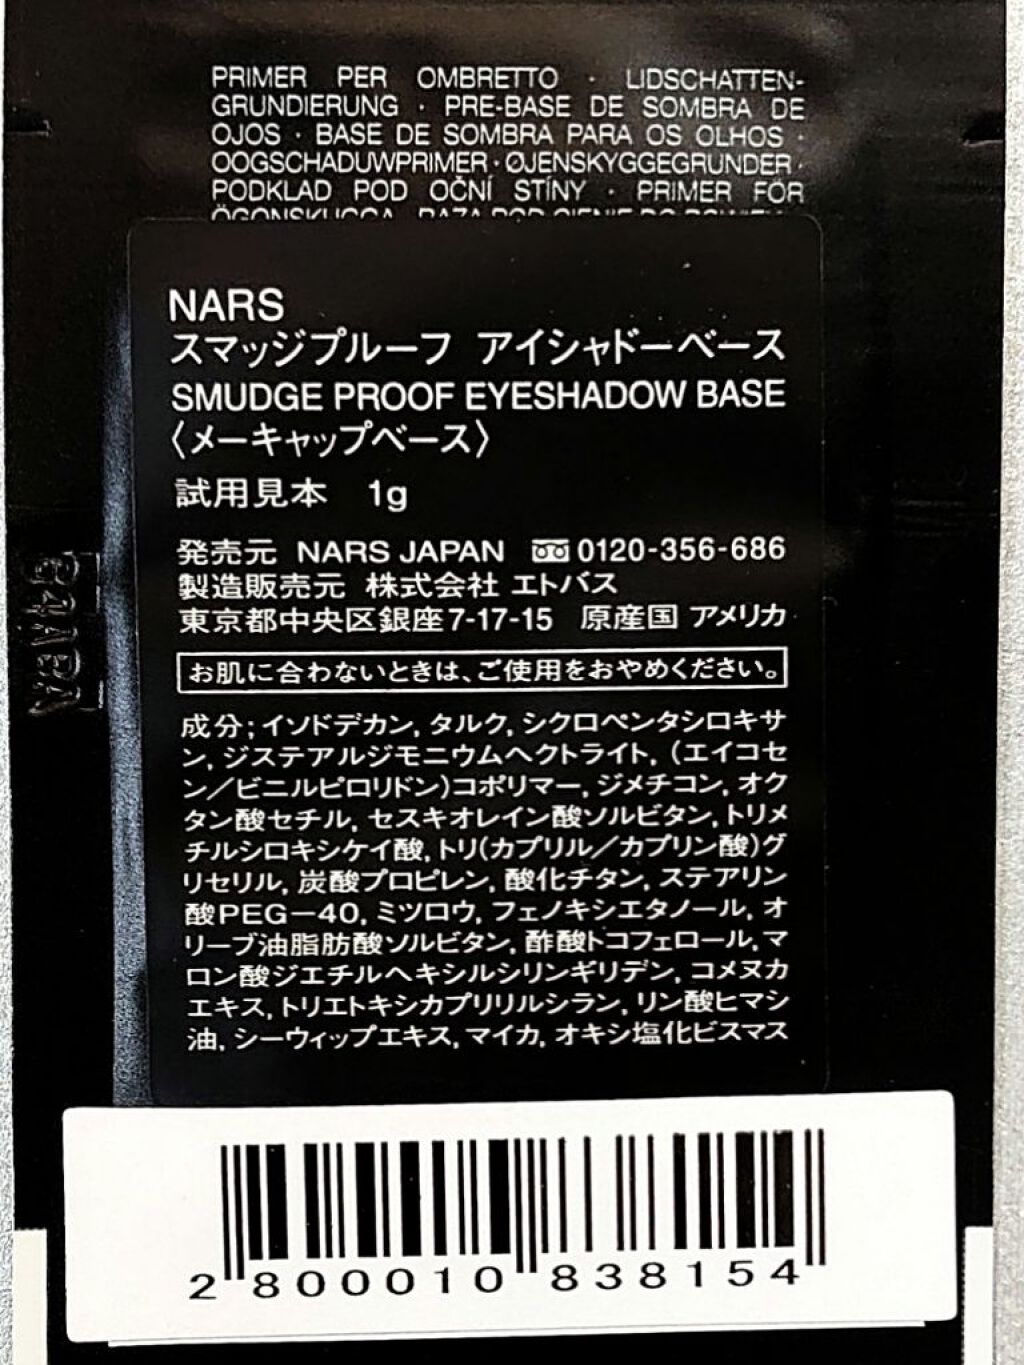 PRIMER PER OMBRETTO · LIDSCHATTEN-
GRUNDIERUNG · PRE-BASE DE SOMBRA DE
OJOS · BASE DE SOMBRA PARA OS OLHOS ·
OOGSCHADUWPRIMER · ØJENSKYGGEGRUNDER ·
PODKLAD POD OČNÍ STÍNY · PRIMER FÖR
NARS
スマッジプルーフ アイシャドーベース
SMUDGE PROOF EYESHADOW BASE
〈メーキャップベース〉
試用見本 1g
発売元 NARS JAPAN 0120-356-686
製造販売元 株式会社 エトバス
東京都中央区銀座7-17-15 原産国 アメリカ
お肌に合わないときは、ご使用をおやめください。
成分；イソドデカン, タルク, シクロペンタシロキサ
ン, ジステアルジモニウムヘクトライト, (エイコセ
ン／ビニルピロリドン)コポリマー, ジメチコン, オク
タン酸セチル, セスキオレイン酸ソルビタン, トリメ
チルシロキシケイ酸, トリ(カプリル／カプリン酸)グ
リセリル, 炭酸プロピレン, 酸化チタン, ステアリン
酸PEG－40, ミツロウ, フェノキシエタノール, オ
リーブ油脂肪酸ソルビタン, 酢酸トコフェロール, マ
ロン酸ジエチルヘキシルシリンギリデン, コメヌカ
エキス, トリエトキシカプリリルシラン, リン酸ヒマシ
油, シーウィップエキス, マイカ, オキシ塩化ビスマス
2 800010 838154